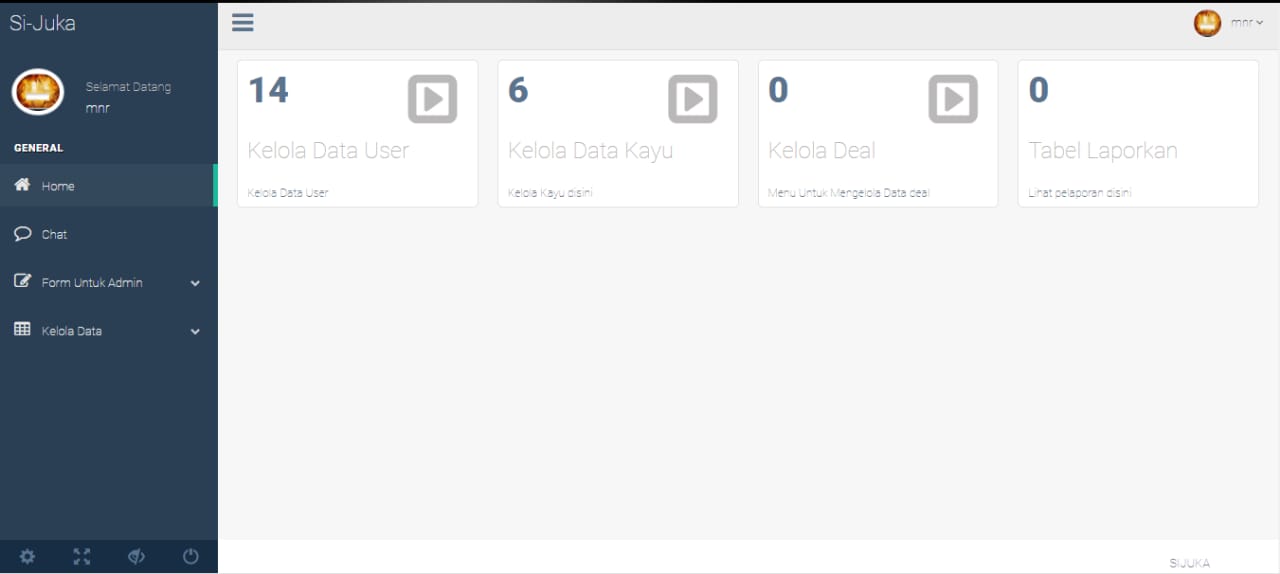 Si-Juka
mnr
Selamat Datang
mnr
GENERAL
Home
Chat
Form Untuk Admin
Kelola Data
14
Kelola Data User
Kelola Data User
6
Kelola Data Kayu
Kelola Kayu disini
0
Kelola Deal
Menu Untuk Mengelola Data deal
0
Tabel Laporkan
Lihat pelaporan disini
SIJUKA